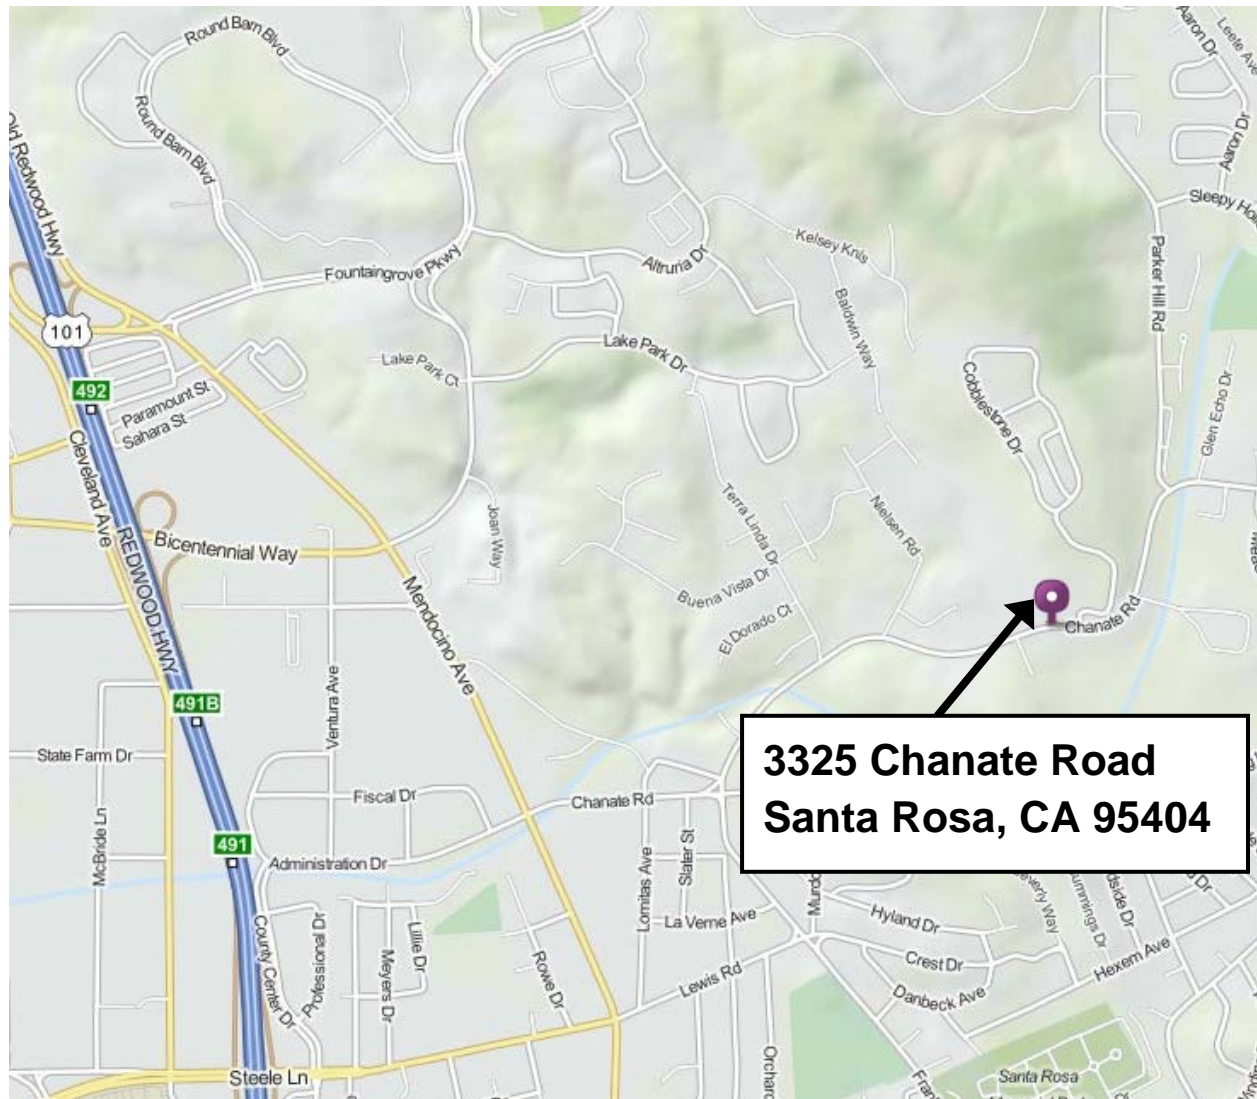 Round Barn Blvd
Aaron Dr
Leete Ave
Round Barn Blvd
Old Redwood Hwy
Aaron Dr
Sleepy
Kelsey Knls
Altruria Dr
Parker Hill Rd
Fountaingrove Pkwy
101
Baldwin Way
Lake Park Dr
Lake Park Ct
492
Paramount St
Sahara St
Cobblestone Dr
Glen Echo Dr
Cleveland Ave
Terra Linda Dr
Nielsen Rd
Joan Way
REDWOOD HWY
Bicentennial Way
Buena Vista Dr
Mendocino Ave
El Dorado Ct
Chanate Rd
491B
Ventura Ave
State Farm Dr
3325 Chanate Road
Santa Rosa, CA 95404
Fiscal Dr
Chanate Rd
McBride Ln
491
Administration Dr
Slater St
Lomitas Ave
La Verne Ave
Hyland Dr
Cummings Dr
County Center Dr
Professional Dr
Lillie Dr
Meyers Dr
Rowe Dr
Lewis Rd
Crest Dr
Hexem Ave
Danbeck Ave
Steele Ln
Santa Rosa